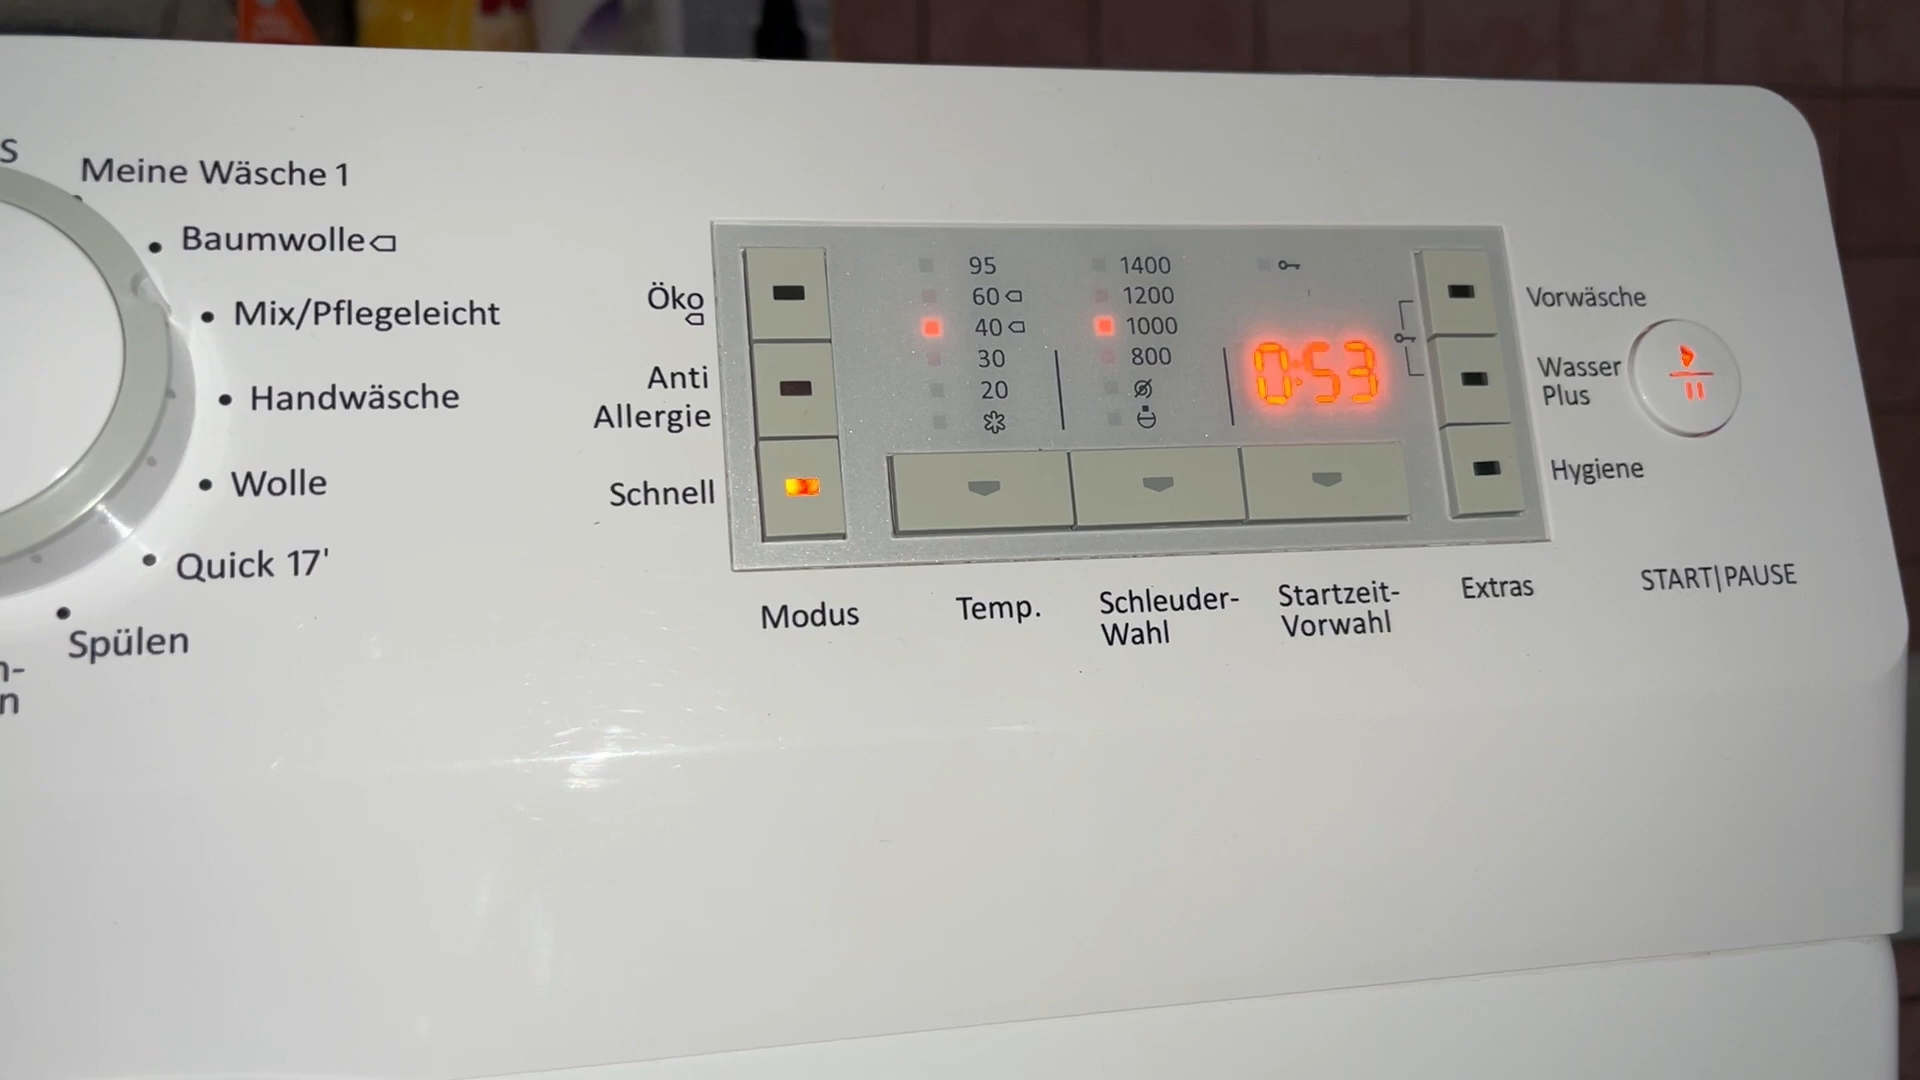 S
Meine Wäsche 1
Baumwolle
Mix/Pflegeleicht
Handwäsche
Wolle
Quick 17'
Spülen
n-
n
Öko
Anti
Allergie
Schnell
Modus
95
60
40
30
20
Temp.
1400
1200
1000
800
Schleuder-
Wahl
0:53
Startzeit-
Vorwahl
Vorwäsche
Wasser
Plus
Hygiene
Extras
START|PAUSE